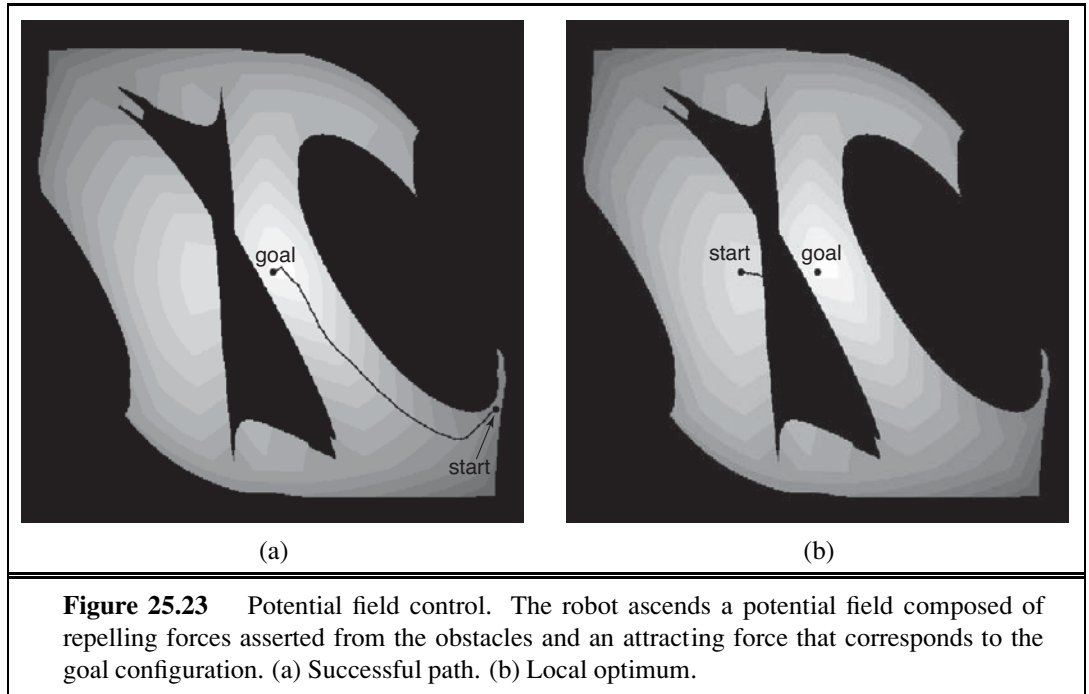 goal
start
start
goal
(a)
(b)
Figure 25.23 Potential field control. The robot ascends a potential field composed of
repelling forces asserted from the obstacles and an attracting force that corresponds to the
goal configuration. (a) Successful path. (b) Local optimum.